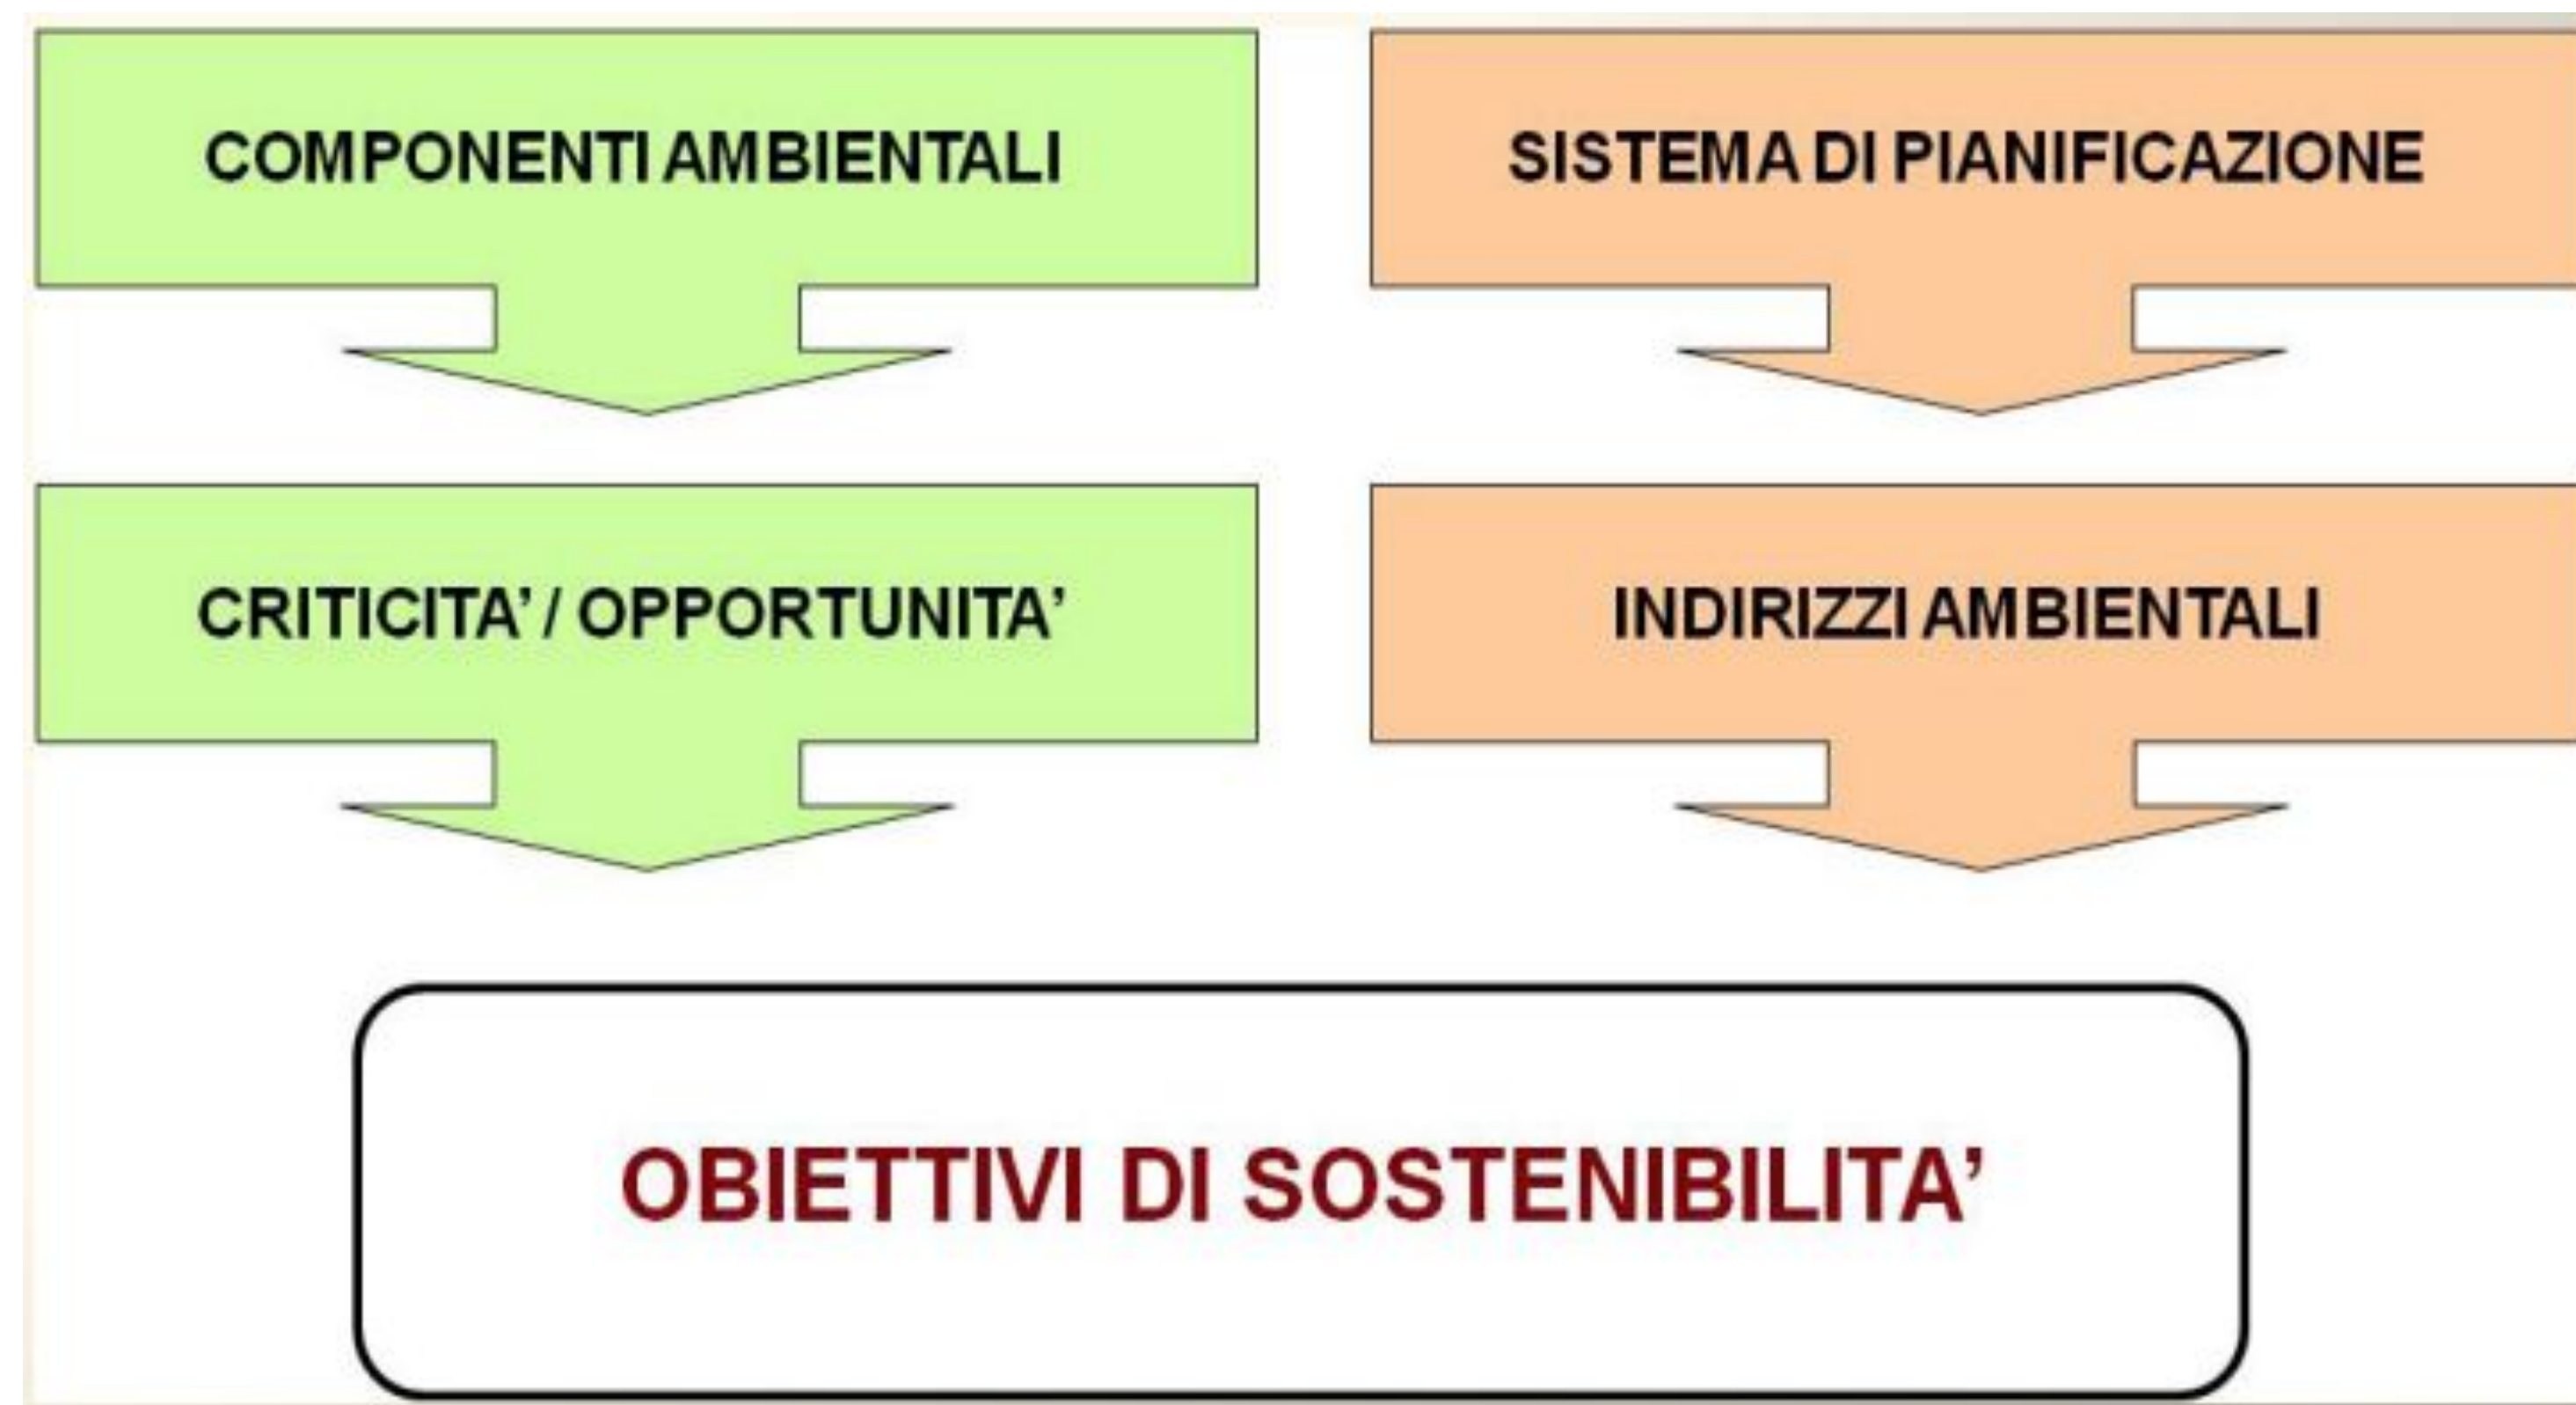 COMPONENTI AMBIENTALI
SISTEMA DI PIANIFICAZIONE
CRITICITA’ / OPPORTUNITA’
INDIRIZZI AMBIENTALI
OBIETTIVI DI SOSTENIBILITA’